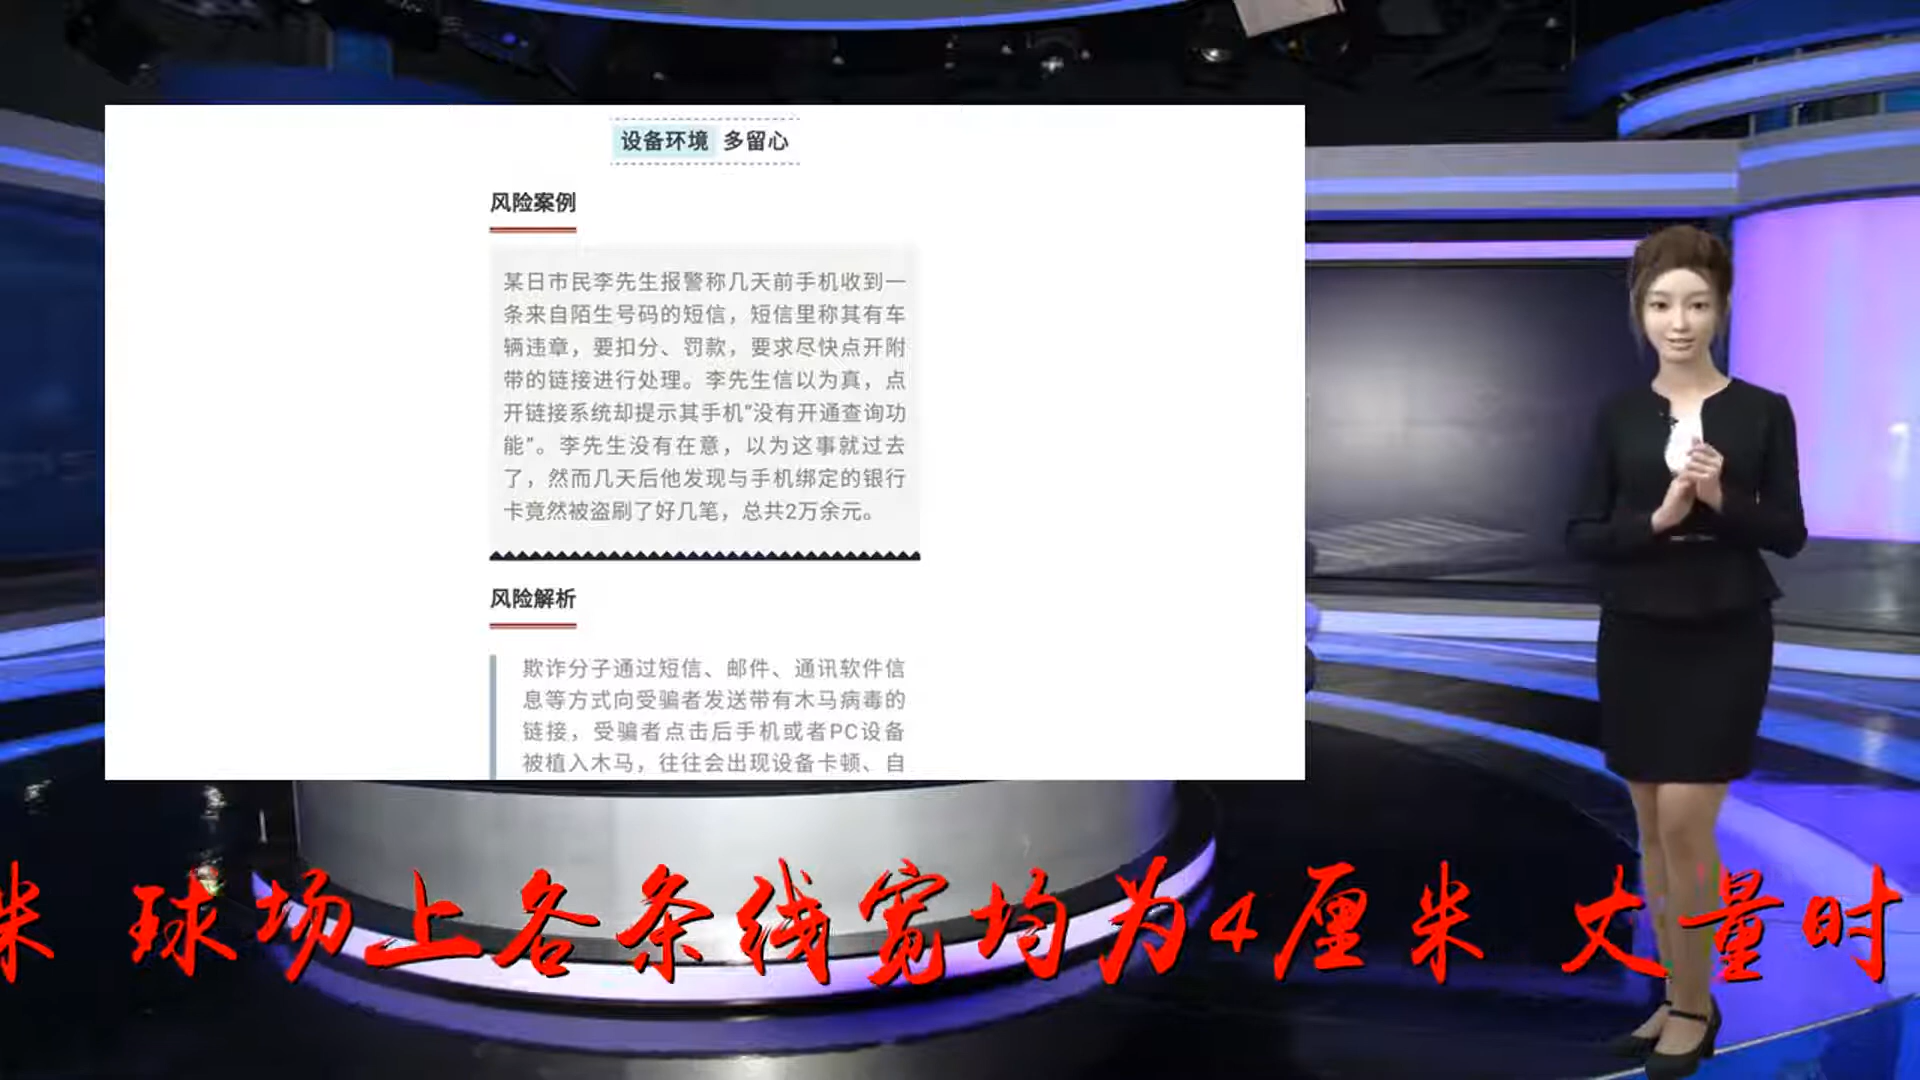 设备环境 多留心
风险案例
某日市民李先生报警称几天前手机收到一
条来自陌生号码的短信，短信里称其有车
辆违章，要扣分、罚款，要求尽快点开附
带的链接进行处理。李先生信以为真，点
开链接系统却提示其手机"没有开通查询功
能"。李先生没有在意，以为这事就过去
了，然而几天后他发现与手机绑定的银行
卡竟然被盗刷了好几笔，总共2万余元。
风险解析
欺诈分子通过短信、邮件、通讯软件信
息等方式向受骗者发送带有木马病毒的
链接，受骗者点击后手机或者PC设备
被植入木马，往往会出现设备卡顿、自
米 球场上各条线宽均为4厘米 丈量时